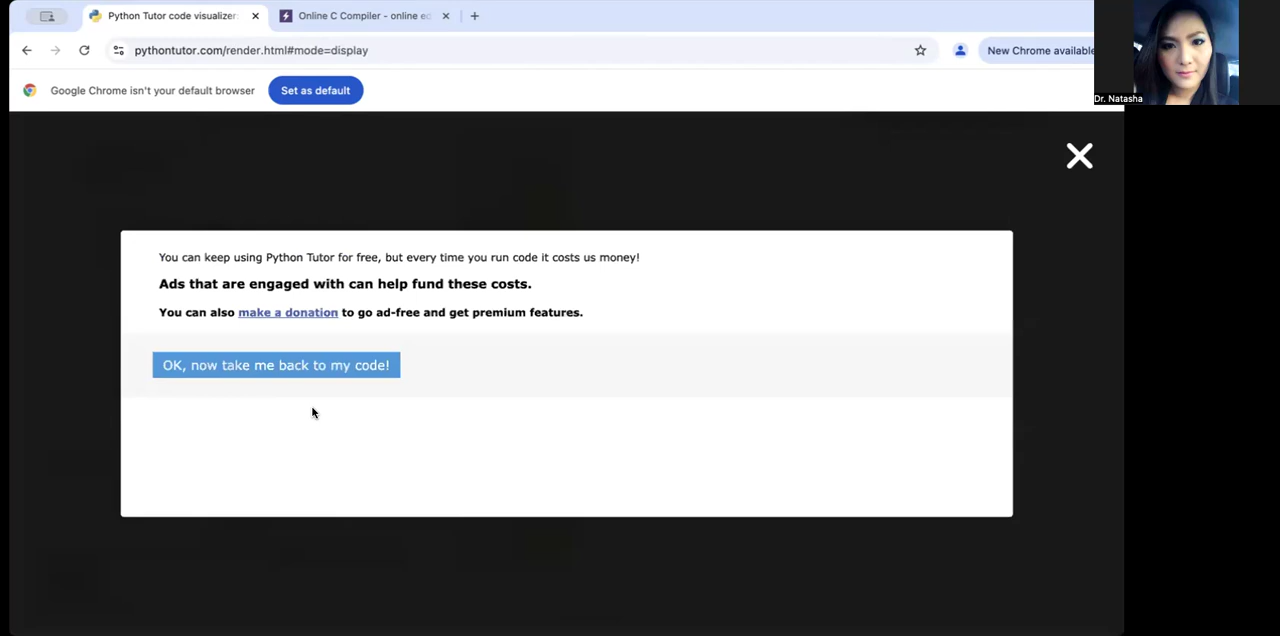 Python Tutor code visualizer:
Online C Compiler - online ed
pythontutor.com/render.html#mode=display
New Chrome available
Google Chrome isn't your default browser
Set as default
Dr. Natasha
You can keep using Python Tutor for free, but every time you run code it costs us money!
Ads that are engaged with can help fund these costs.
You can also make a donation to go ad-free and get premium features.
OK, now take me back to my code!